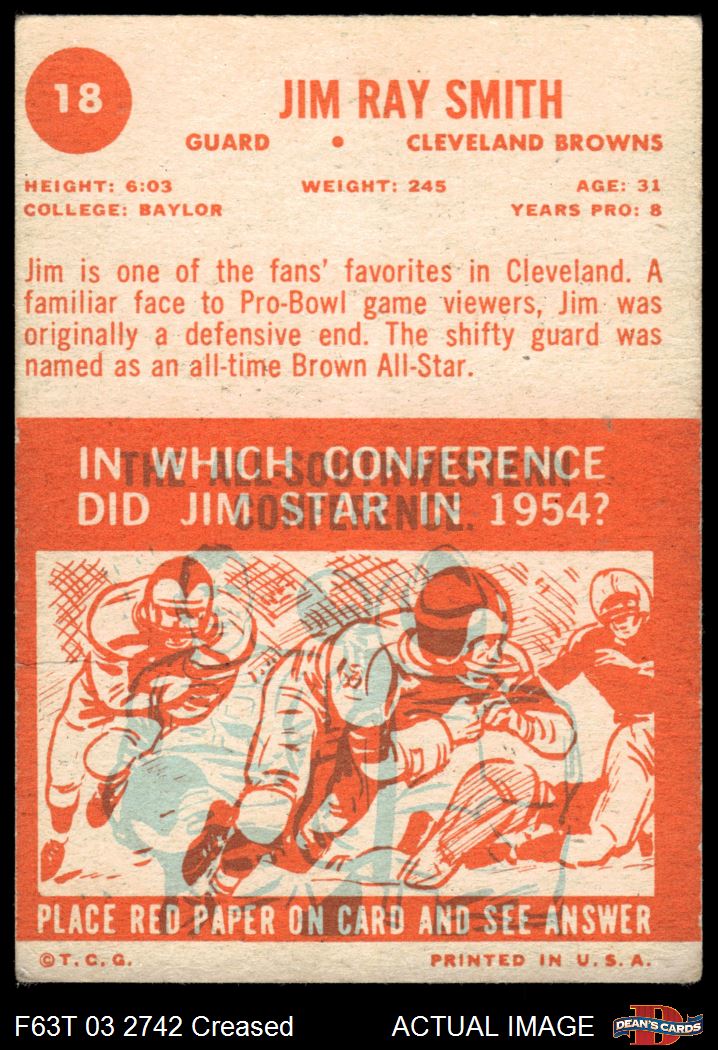 18
JIM RAY SMITH
GUARD • CLEVELAND BROWNS
HEIGHT: 6:03 WEIGHT: 245 AGE: 31
COLLEGE: BAYLOR YEARS PRO: 8
Jim is one of the fans' favorites in Cleveland. A
familiar face to Pro-Bowl game viewers, Jim was
originally a defensive end. The shifty guard was
named as an all-time Brown All-Star.
IN WHICH CONFERENCE
DID JIM STAR IN 1954?
THE ALL-SOUTHWESTERN
CONFERENCE.
PLACE RED PAPER ON CARD AND SEE ANSWER
© T. C. G. PRINTED IN U. S. A.
F63T 03 2742 Creased ACTUAL IMAGE
D
DEAN'S CARDS